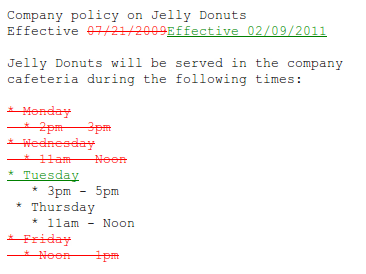 Company policy on Jelly Donuts
Effective 07/21/2009Effective 02/09/2011
Jelly Donuts will be served in the company
cafeteria during the following times:
* Monday
* 2pm - 3pm
* Wednesday
* 11am - Noon
* Tuesday
* 3pm - 5pm
* Thursday
* 11am - Noon
* Friday
* Noon - 1pm